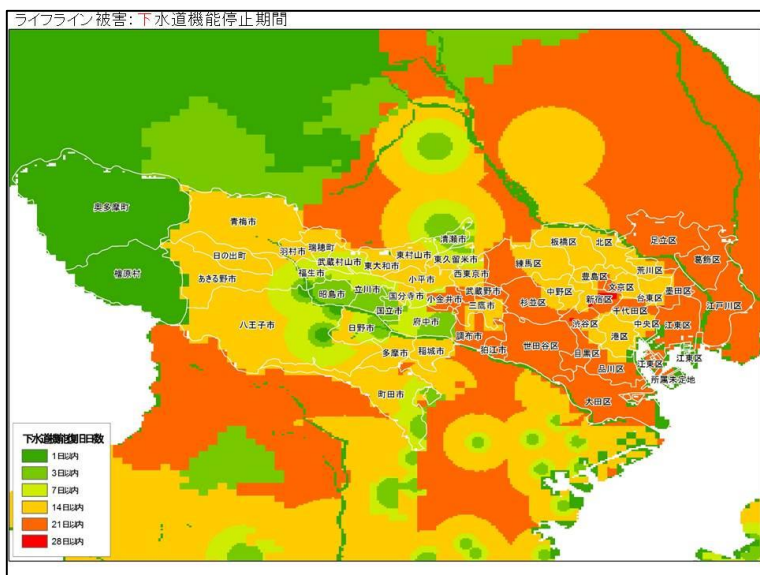 ライフライン被害：下水道機能停止期間
奥多摩町
檜原村
青梅市
日の出町
あきる野市
八王子市
羽村市
瑞穂町
福生市
武蔵村山市
東大和市
東村山市
清瀬市
東久留米市
昭島市
立川市
小平市
西東京市
国分寺市
小金井市
武蔵野市
国立市
府中市
三鷹市
日野市
調布市
狛江市
多摩市
稲城市
町田市
練馬区
板橋区
北区
足立区
葛飾区
豊島区
荒川区
中野区
文京区
台東区
墨田区
新宿区
杉並区
千代田区
江戸川区
渋谷区
中央区
江東区
港区
世田谷区
目黒区
品川区
江東区
江東区
所属未定地
大田区
下水道機能復旧日数
1日以内
3日以内
7日以内
14日以内
21日以内
28日以内